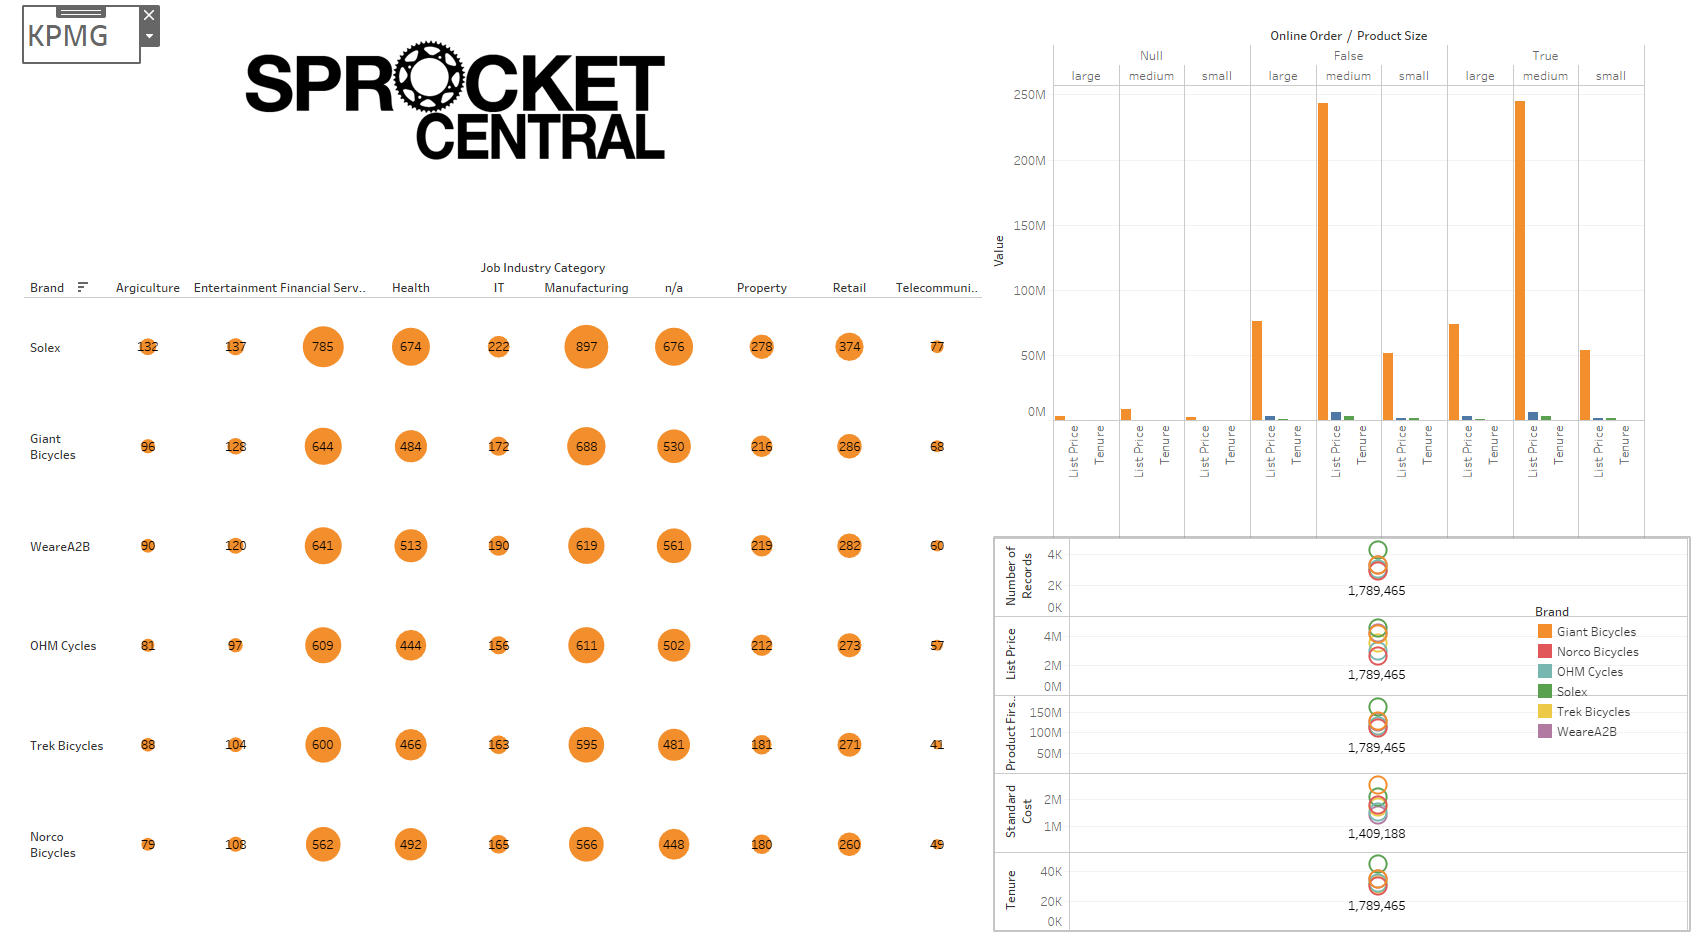 KPMG
SPROCKET
CENTRAL
Job Industry Category
Brand Argiculture Entertainment Financial Serv.. Health IT Manufacturing n/a Property Retail Telecommuni..
Solex 132 137 785 674 222 897 676 278 374 77
Giant
Bicycles 96 128 644 484 172 688 530 216 286 68
WeareA2B 90 120 641 513 190 619 561 219 282 60
OHM Cycles 81 97 609 444 156 611 502 212 273 57
Trek Bicycles 88 104 600 466 163 595 481 181 271 41
Norco
Bicycles 79 108 562 492 165 566 448 180 260 49
Online Order / Product Size
Null False True
large medium small large medium small large medium small
Value
250M
200M
150M
100M
50M
0M
List Price Tenure List Price Tenure List Price Tenure List Price Tenure List Price Tenure List Price Tenure List Price Tenure List Price Tenure List Price Tenure
Number of
Records
4K
2K
0K
1,789,465
List Price
4M
2M
0M
1,789,465
Product Firs..
150M
100M
50M
1,789,465
Standard
Cost
2M
1M
1,409,188
Tenure
40K
20K
0K
1,789,465
Brand
Giant Bicycles
Norco Bicycles
OHM Cycles
Solex
Trek Bicycles
WeareA2B